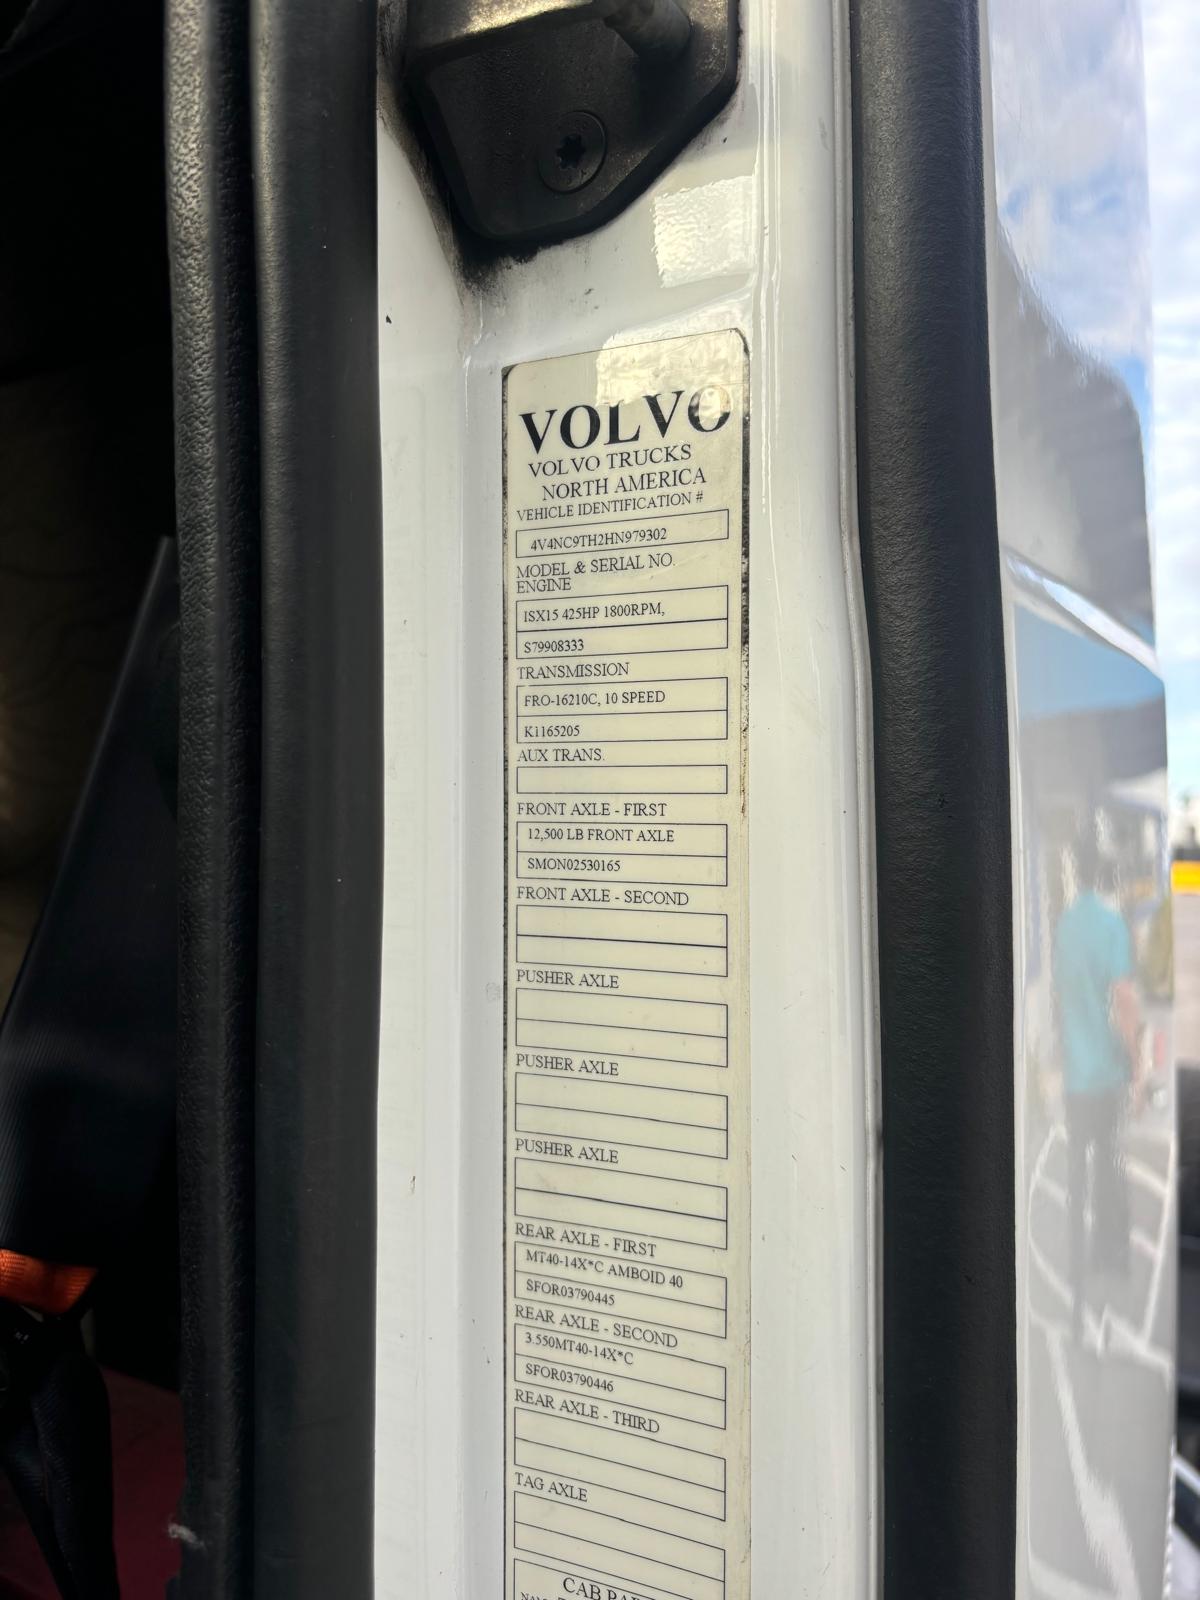 VOLVO
VOLVO TRUCKS
NORTH AMERICA
VEHICLE IDENTIFICATION #
4V4NC9TH2HN979302
MODEL & SERIAL NO.
ENGINE
ISX15 425HP 1800RPM,
S79908333
TRANSMISSION
FRO-16210C, 10 SPEED
K1165205
AUX TRANS.
FRONT AXLE - FIRST
12,500 LB FRONT AXLE
SMON02530165
FRONT AXLE - SECOND
PUSHER AXLE
PUSHER AXLE
PUSHER AXLE
REAR AXLE - FIRST
MT40-14X*C AMBOID 40
SFOR03790445
REAR AXLE - SECOND
3.550MT40-14X*C
SFOR03790446
REAR AXLE - THIRD
TAG AXLE
CAB